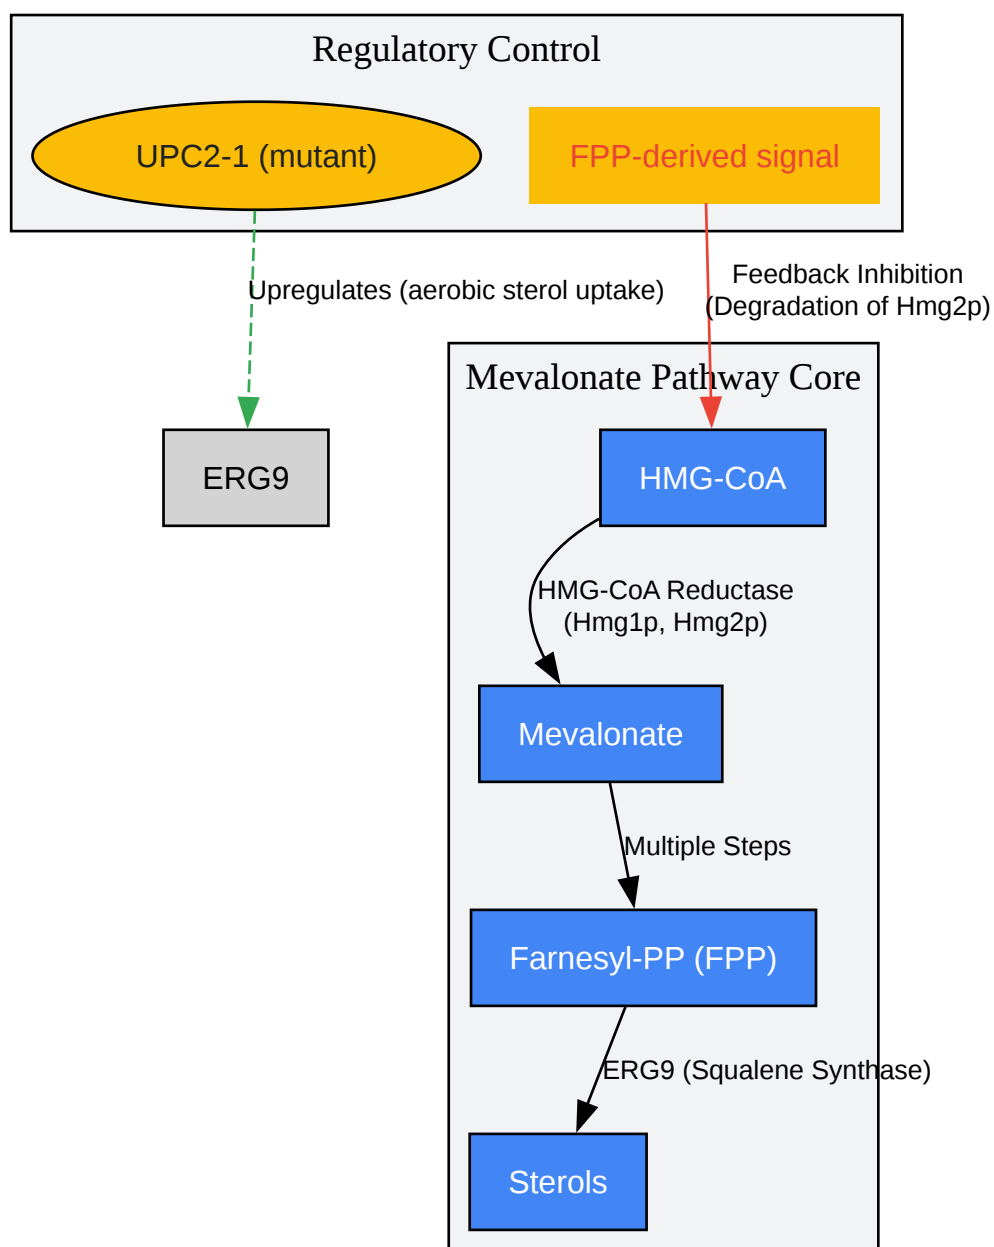 Regulatory Control
UPC2-1 (mutant)
FPP-derived signal
Upregulates (aerobic sterol uptake)
Feedback Inhibition
(Degradation of Hmg2p)
Mevalonate Pathway Core
ERG9
HMG-CoA
HMG-CoA Reductase
(Hmg1p, Hmg2p)
Mevalonate
Multiple Steps
Farnesyl-PP (FPP)
ERG9 (Squalene Synthase)
Sterols